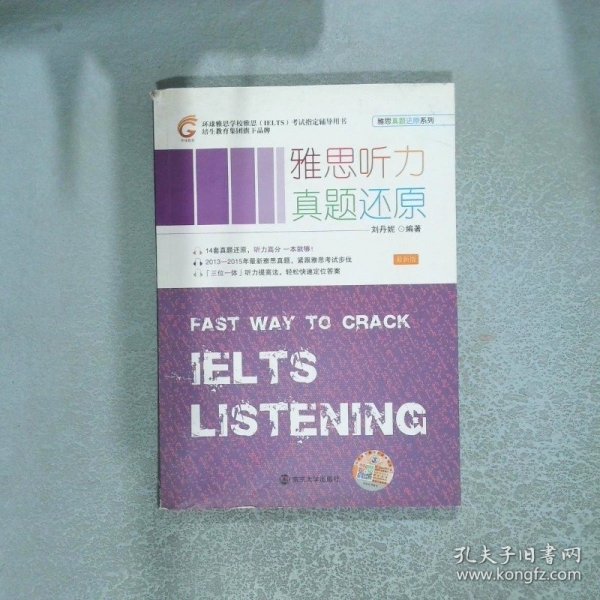 环球雅思学校雅思（IELTS）考试指定辅导用书
培生教育集团旗下品牌
雅思真题还原系列
雅思听力
真题还原
刘丹妮 ◎编著
14套真题还原，听力高分 一本就够！
2013—2015年最新雅思真题，紧跟雅思考试步伐
「三位一体」听力提高法，轻松快速定位答案
最新版
FAST WAY TO CRACK
IELTS
LISTENING
南京大学出版社
孔夫子旧书网
www.kongfz.com